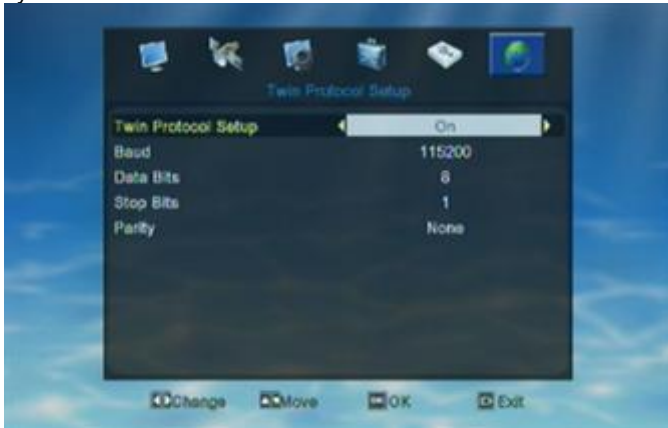 Twin Protocol Setup
Twin Protocol Setup On
Baud 115200
Data Bits 8
Stop Bits 1
Parity None
Change Move OK Exit